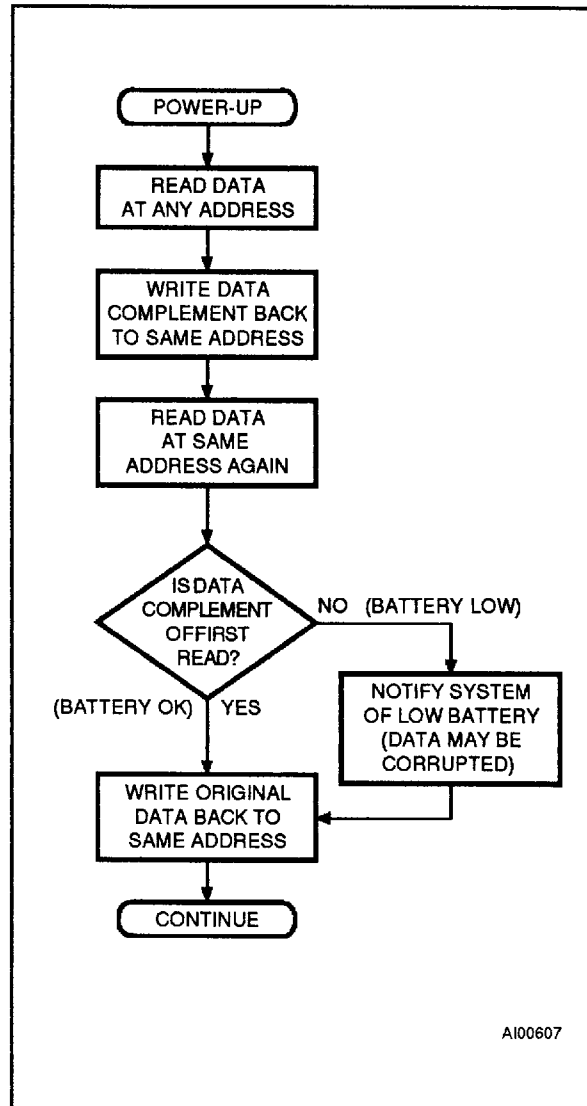 POWER-UP
READ DATA
AT ANY ADDRESS
WRITE DATA
COMPLEMENT BACK
TO SAME ADDRESS
READ DATA
AT SAME
ADDRESS AGAIN
IS DATA
COMPLEMENT
OF FIRST
READ?
NO (BATTERY LOW)
NOTIFY SYSTEM
OF LOW BATTERY
(DATA MAY BE
CORRUPTED)
(BATTERY OK) YES
WRITE ORIGINAL
DATA BACK TO
SAME ADDRESS
CONTINUE
AI00607